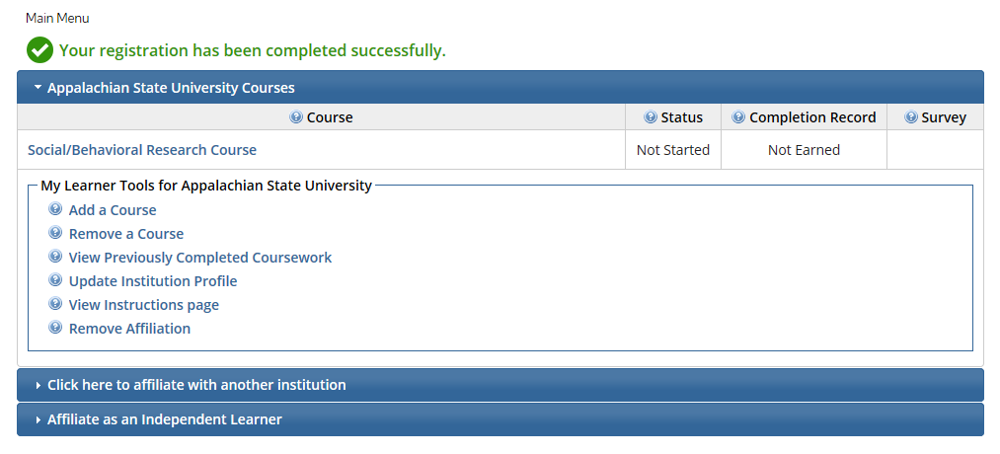 Main Menu
Your registration has been completed successfully.
Appalachian State University Courses
Course Status Completion Record Survey
Social/Behavioral Research Course Not Started Not Earned
My Learner Tools for Appalachian State University
Add a Course
Remove a Course
View Previously Completed Coursework
Update Institution Profile
View Instructions page
Remove Affiliation
Click here to affiliate with another institution
Affiliate as an Independent Learner